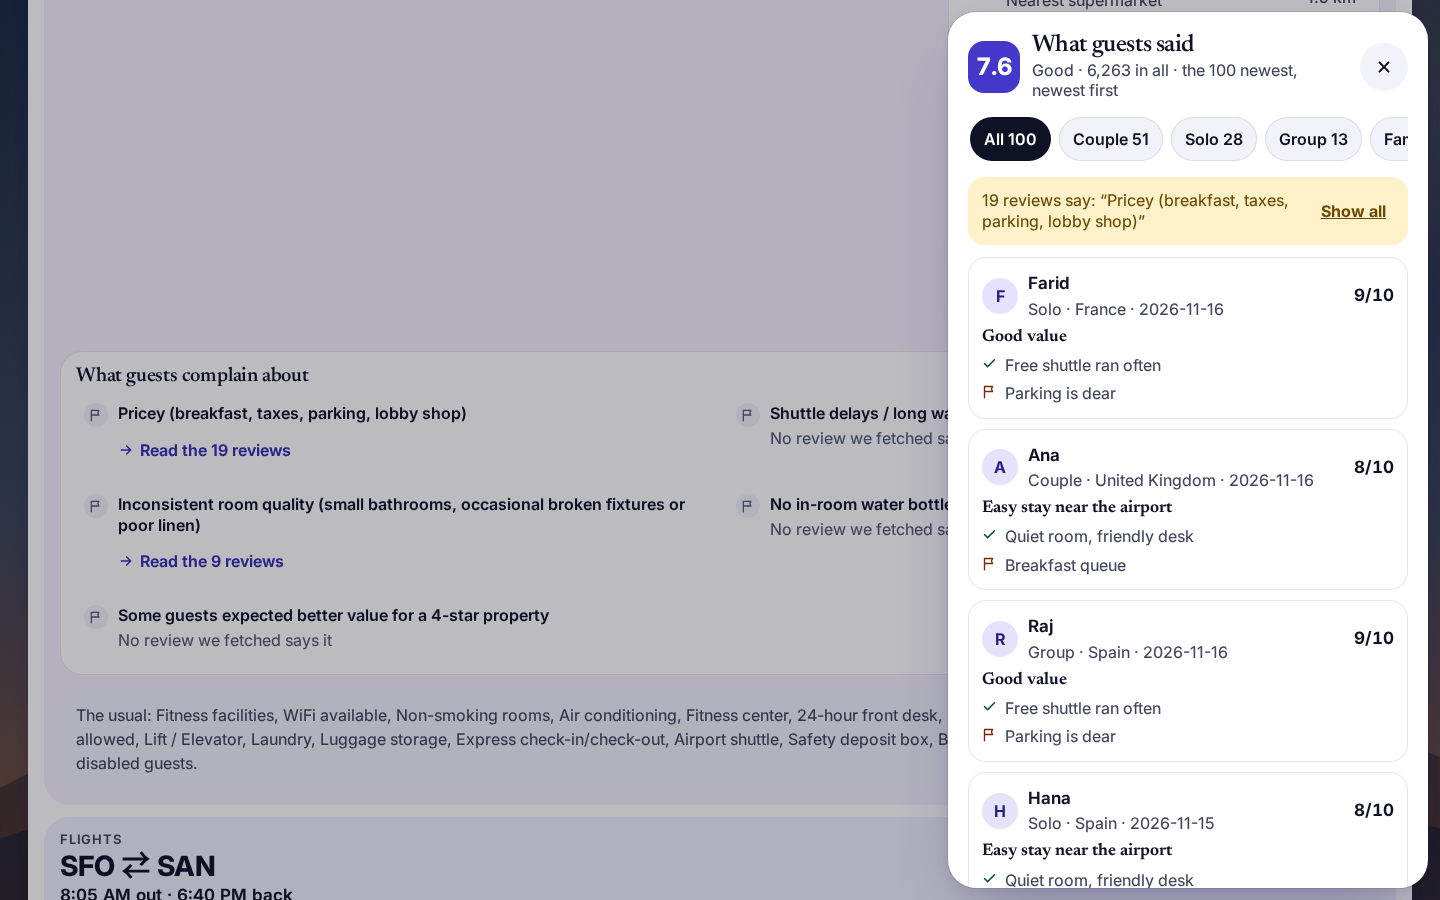 Nearest supermarket
What guests complain about
Pricey (breakfast, taxes, parking, lobby shop)
→ Read the 19 reviews
Shuttle delays / long wa
No review we fetched sa
Inconsistent room quality (small bathrooms, occasional broken fixtures or
poor linen)
→ Read the 9 reviews
No in-room water bottle
No review we fetched sa
Some guests expected better value for a 4-star property
No review we fetched says it
The usual: Fitness facilities, WiFi available, Non-smoking rooms, Air conditioning, Fitness center, 24-hour front desk,
allowed, Lift / Elevator, Laundry, Luggage storage, Express check-in/check-out, Airport shuttle, Safety deposit box, B
disabled guests.
FLIGHTS
SFO ⇄ SAN
8:05 AM out · 6:40 PM back
7.6
What guests said
Good · 6,263 in all · the 100 newest,
newest first
All 100
Couple 51
Solo 28
Group 13
Fam
19 reviews say: “Pricey (breakfast, taxes,
parking, lobby shop)”
Show all
F
Farid
Solo · France · 2026-11-16
9/10
Good value
Free shuttle ran often
Parking is dear
A
Ana
Couple · United Kingdom · 2026-11-16
8/10
Easy stay near the airport
Quiet room, friendly desk
Breakfast queue
R
Raj
Group · Spain · 2026-11-16
9/10
Good value
Free shuttle ran often
Parking is dear
H
Hana
Solo · Spain · 2026-11-15
8/10
Easy stay near the airport
Quiet room, friendly desk